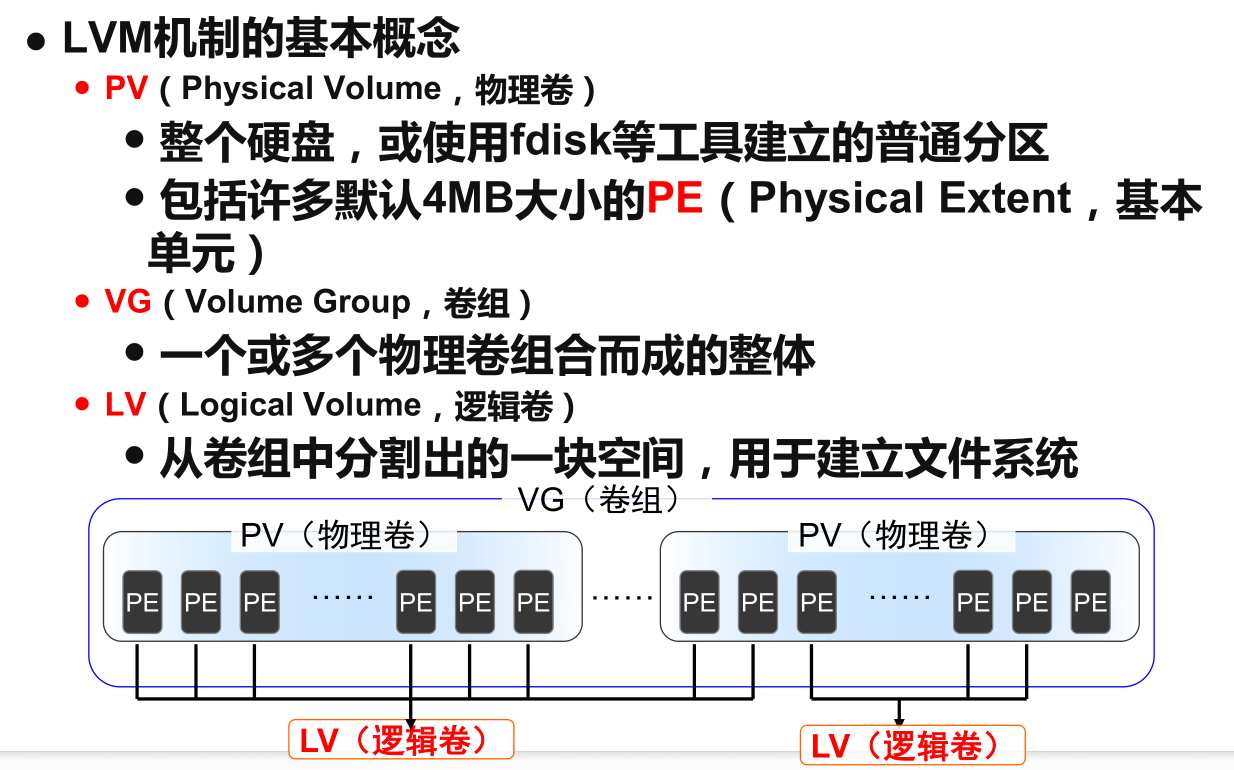 • LVM机制的基本概念
• PV（Physical Volume，物理卷）
• 整个硬盘，或使用fdisk等工具建立的普通分区
• 包括许多默认4MB大小的PE（Physical Extent，基本
单元）
• VG（Volume Group，卷组）
• 一个或多个物理卷组合而成的整体
• LV（Logical Volume，逻辑卷）
• 从卷组中分割出的一块空间，用于建立文件系统
VG（卷组）
PV（物理卷） PV（物理卷）
PE PE PE ...... PE PE PE ...... PE PE PE ...... PE PE PE
LV（逻辑卷） LV（逻辑卷）